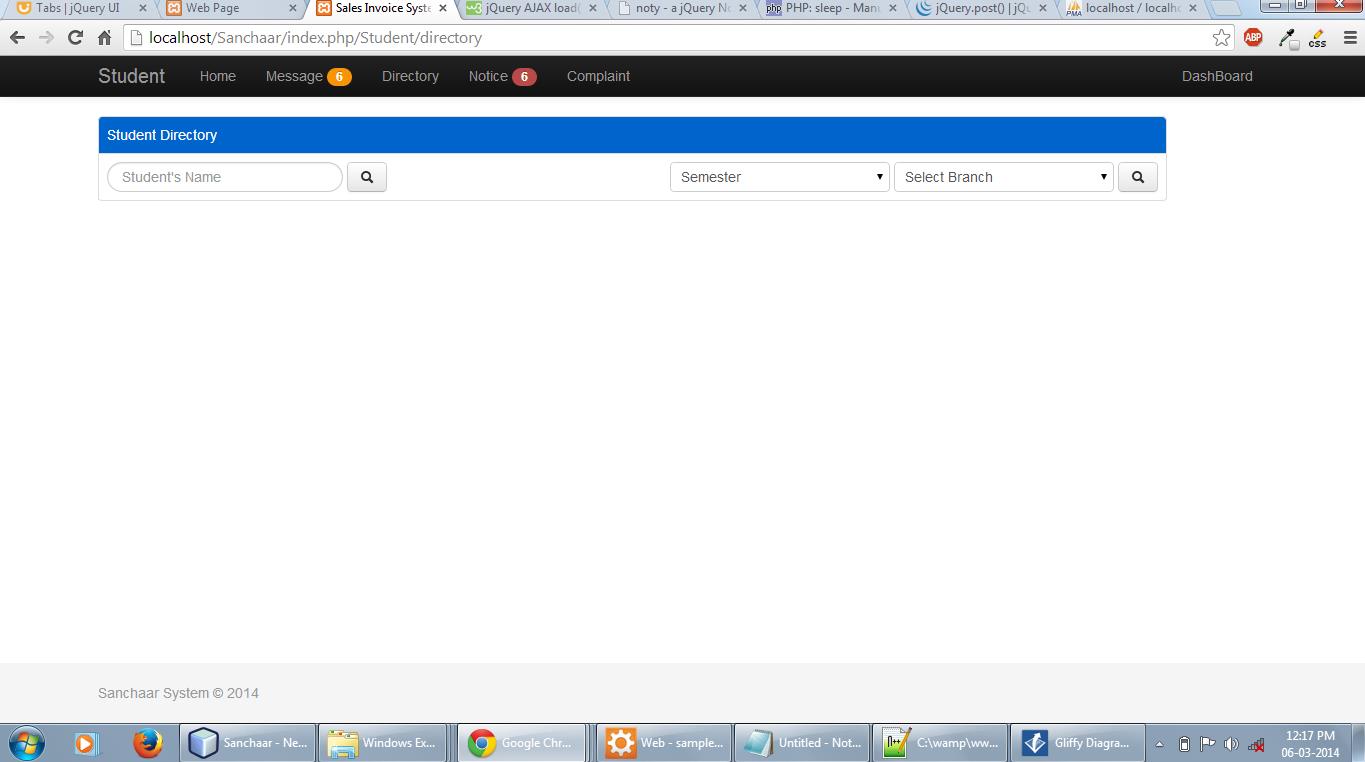 Tabs | jQuery UI
Web Page
Sales Invoice Syste
jQuery AJAX load(
noty - a jQuery No
PHP: sleep - Manu
jQuery.post() | jQu
localhost / localho
localhost/Sanchaar/index.php/Student/directory
ABP
css
Student Home Message 6 Directory Notice 6 Complaint DashBoard
Student Directory
Student's Name Semester Select Branch
Sanchaar System © 2014
Sanchaar - Ne...
Windows Ex...
Google Chr...
Web - sample...
Untitled - Not...
C:\wamp\ww...
Gliffy Diagra...
12:17 PM
06-03-2014